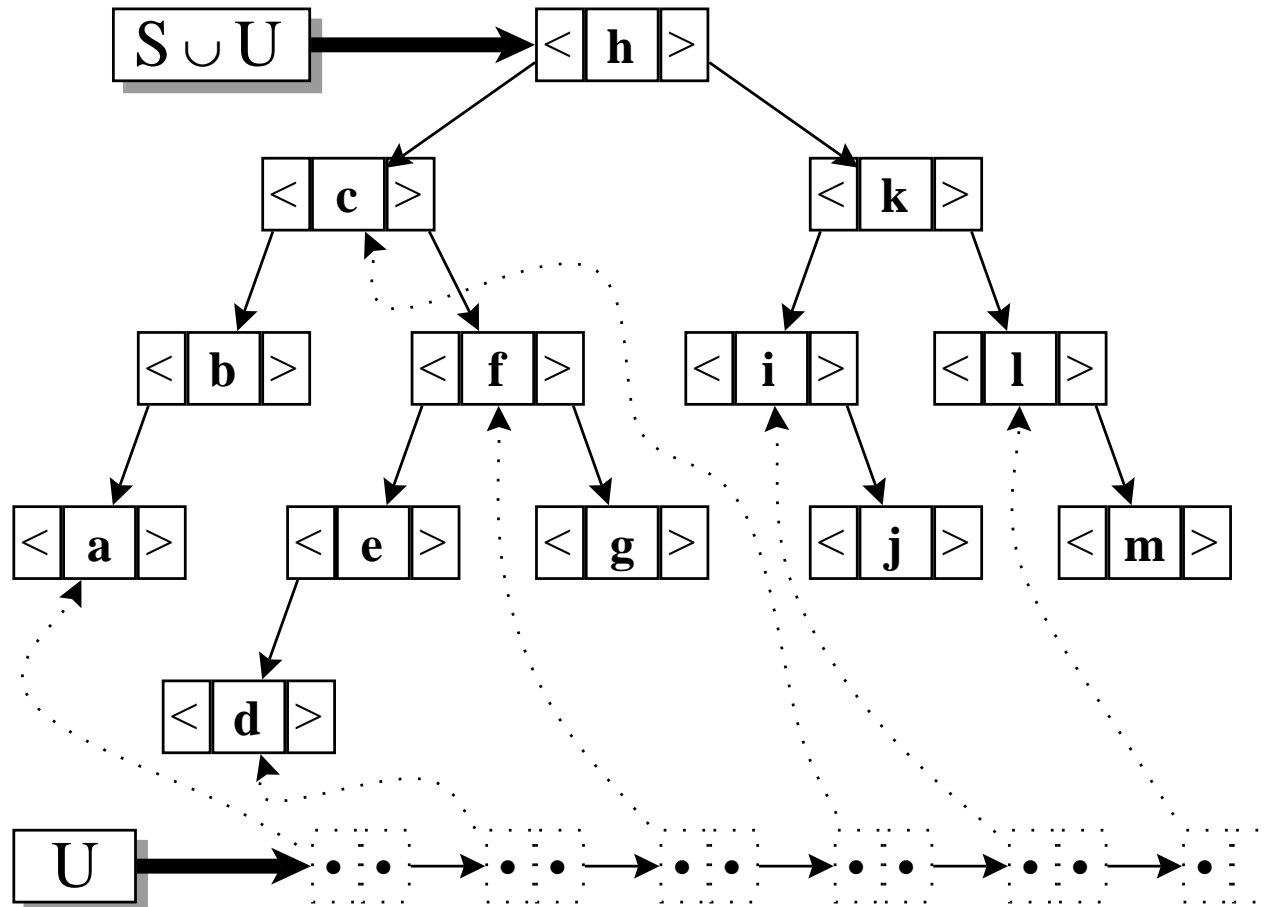 S ∪ U
< h >
< c >
< k >
< b >
< f >
< i >
< l >
< a >
< e >
< g >
< j >
< m >
< d >
U